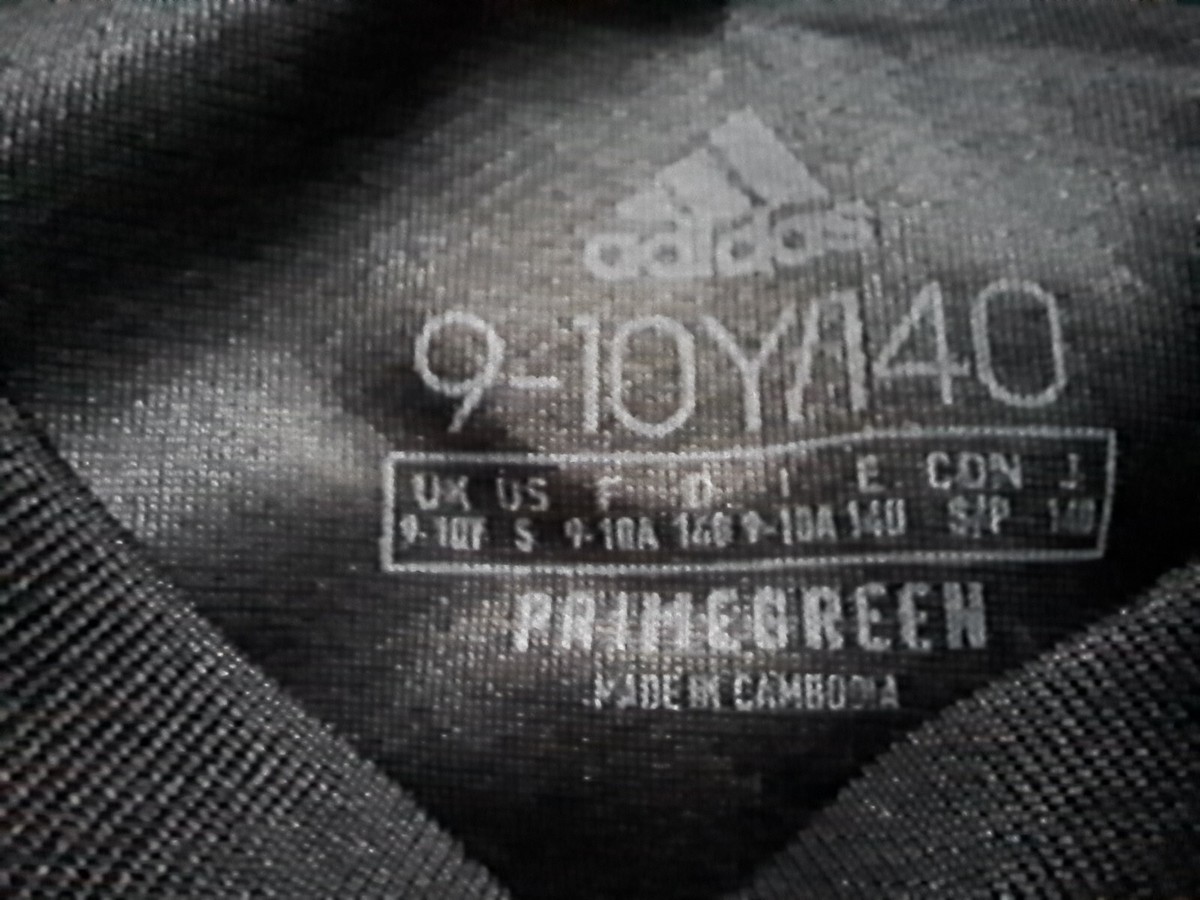 adidas
9-10Y/140
UK US F D I E CDN J
9-10Y S 9-10A 140 9-10A 140 S/P 140
PRIMEGREEN
MADE IN CAMBODIA